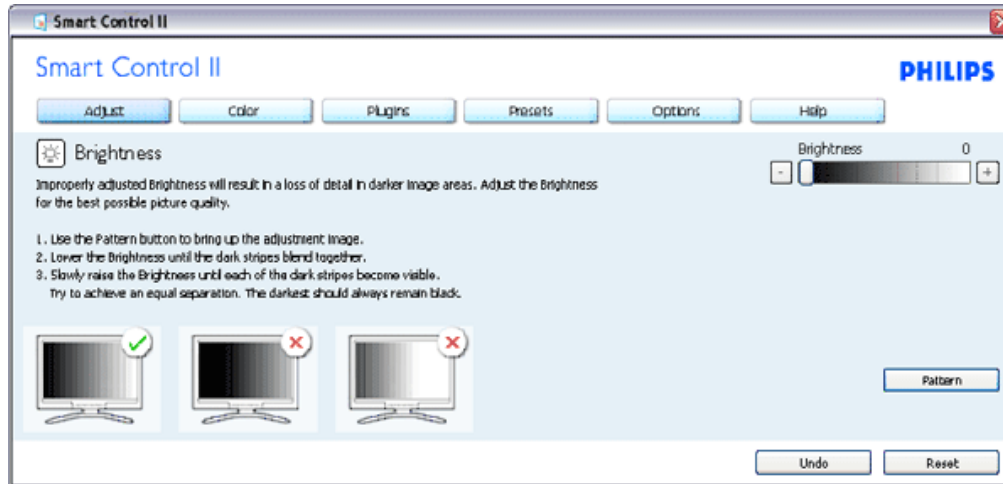 Smart Control II
Smart Control II
PHILIPS
Adjust Color Plugins Presets Options Help
Brightness
Brightness 0
- +
Improperly adjusted Brightness will result in a loss of detail in darker image areas. Adjust the Brightness
for the best possible picture quality.
1. Use the Pattern button to bring up the adjustment image.
2. Lower the Brightness until the dark stripes blend together.
3. Slowly raise the Brightness until each of the dark stripes become visible.
Try to achieve an equal separation. The darkest should always remain black.
Pattern
Undo Reset